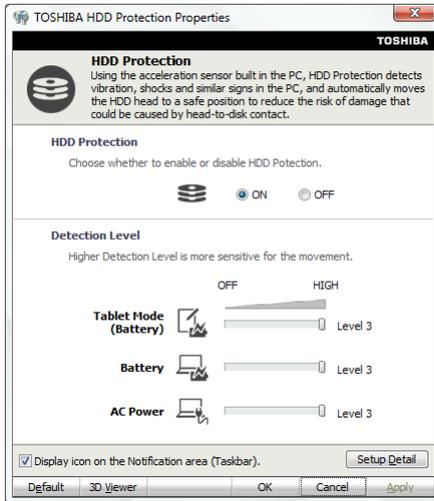 TOSHIBA HDD Protection Properties
TOSHIBA
HDD Protection
Using the acceleration sensor built in the PC, HDD Protection detects
vibration, shocks and similar signs in the PC, and automatically moves
the HDD head to a safe position to reduce the risk of damage that
could be caused by head-to-disk contact.
HDD Protection
Choose whether to enable or disable HDD Potection.
ON OFF
Detection Level
Higher Detection Level is more sensitive for the movement.
OFF HIGH
Tablet Mode
(Battery) Level 3
Battery Level 3
AC Power Level 3
Display icon on the Notification area (Taskbar). Setup Detail
Default 3D Viewer OK Cancel Apply